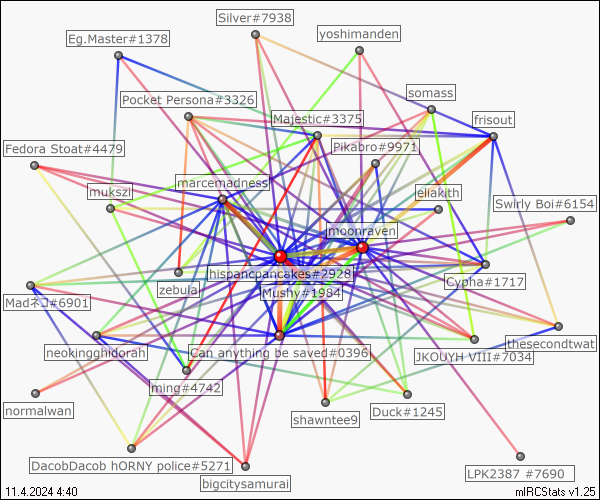 Silver#7938
yoshimanden
Eg.Master#1378
somass
Pocket Persona#3326
Majestic#3375
frisout
Fedora Stoat#4479
Pikabro#9971
marcemadness
mukszi
eliakith
Swirly Boi#6154
moonraven
hispancpancakes#2928
zebulai
Cypha#1717
Mushy#1984
Madネコ#6901
thesecondtwat
neokingghidorah
Can anything be saved#0396
JKOUYH VIII#7034
ming#4742
normalwan
Duck#1245
shawntee9
DacobDacob hORNY police#5271
bigcitysamurai
LPK2387 #7690
11.4.2024 4:40
mIRCStats v1.25